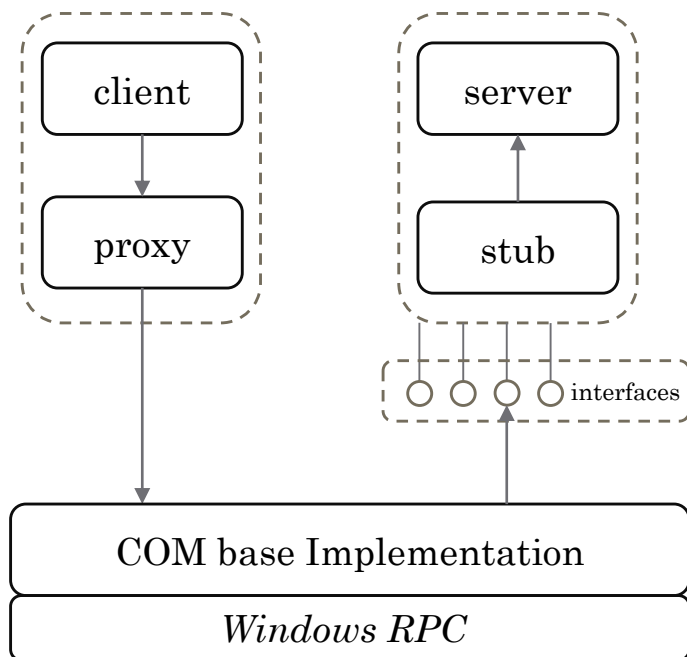 client
server
proxy
stub
interfaces
COM base Implementation
Windows RPC